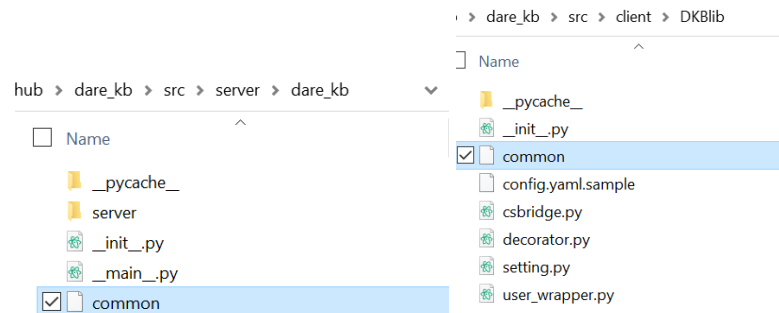 hub > dare_kb > src > server > dare_kb
Name
__pycache__
server
__init__.py
__main__.py
common
> dare_kb > src > client > DKBlib
Name
__pycache__
__init__.py
common
config.yaml.sample
csbridge.py
decorator.py
setting.py
user_wrapper.py